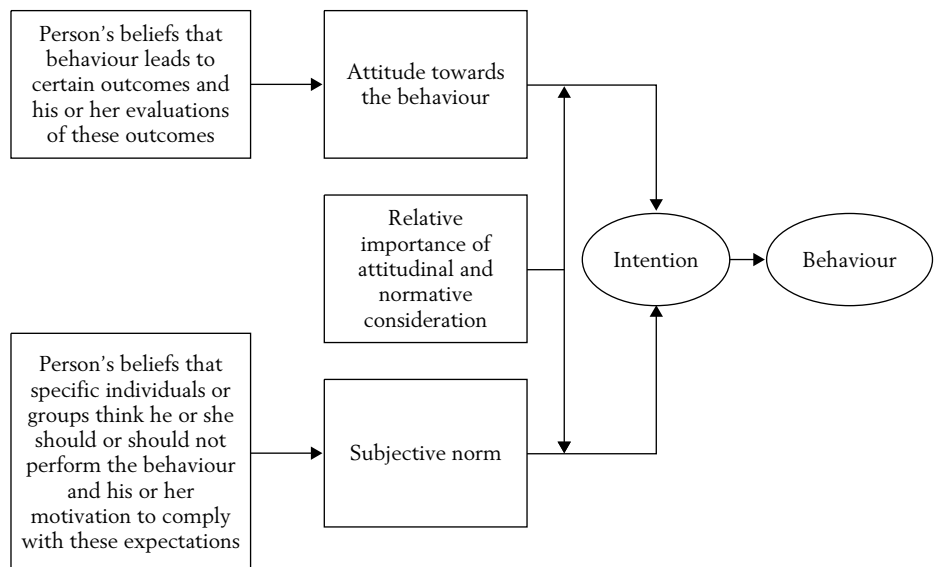 Person’s beliefs that
behaviour leads to
certain outcomes and
his or her evaluations
of these outcomes
Attitude towards
the behaviour
Relative
importance of
attitudinal and
normative
consideration
Intention
Behaviour
Person’s beliefs that
specific individuals or
groups think he or she
should or should not
perform the behaviour
and his or her
motivation to comply
with these expectations
Subjective norm